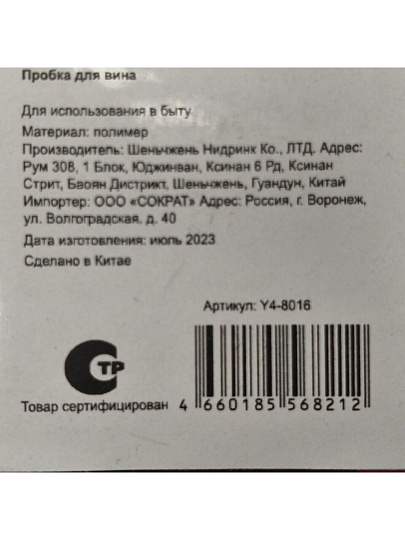 Пробка для вина
Для использования в быту
Материал: полимер
Производитель: Шеньчжень Нидринк Ко., ЛТД. Адрес:
Рум 308, 1 Блок, Юджинван, Ксинан 6 Рд, Ксинан
Стрит, Баоян Дистрикт, Шеньчжень, Гуандун, Китай
Импортер: ООО «СОКРАТ» Адрес: Россия, г. Воронеж,
ул. Волгоградская, д. 40
Дата изготовления: июль 2023
Сделано в Китае
Артикул: Y4-8016
ТР
Товар сертифицирован
4 660185 568212